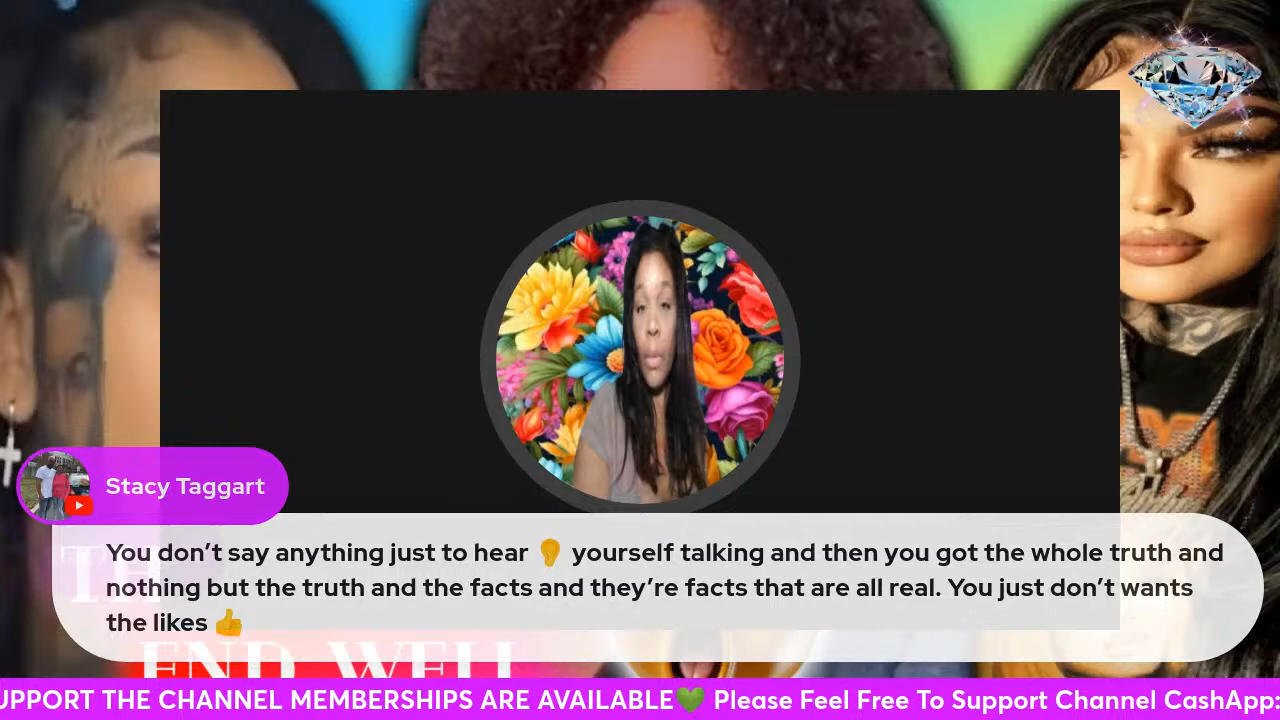 Stacy Taggart
You don't say anything just to hear 👂 yourself talking and then you got the whole truth and
nothing but the truth and the facts and they're facts that are all real. You just don't wants
the likes 👍
END WELL
UPPORT THE CHANNEL MEMBERSHIPS ARE AVAILABLE💚 Please Feel Free To Support Channel CashApp: